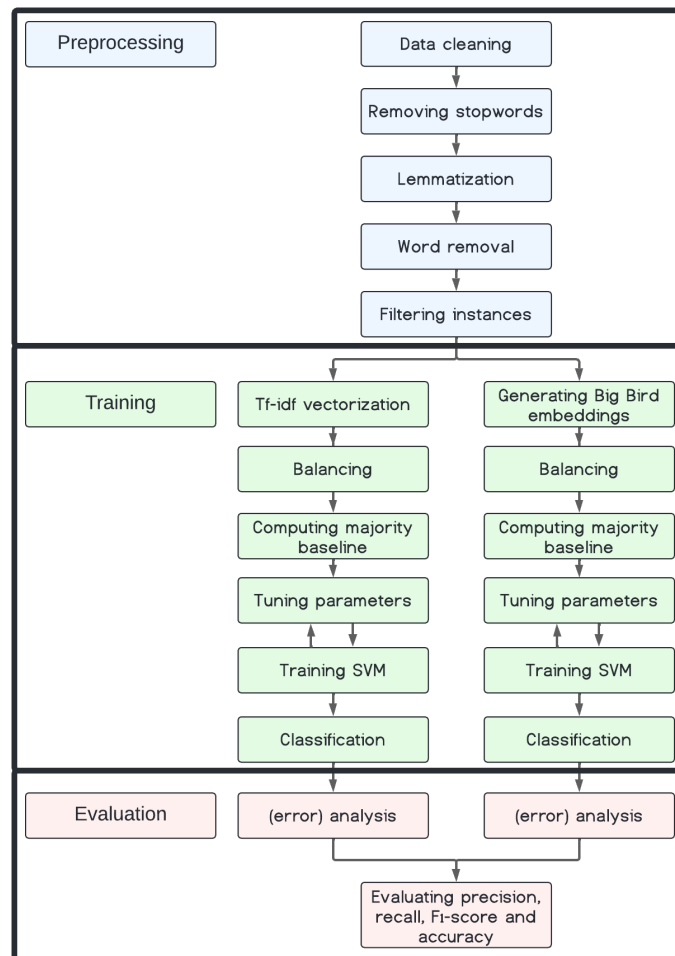 Preprocessing
Data cleaning
Removing stopwords
Lemmatization
Word removal
Filtering instances
Training
Tf-idf vectorization
Generating Big Bird
embeddings
Balancing
Balancing
Computing majority
baseline
Computing majority
baseline
Tuning parameters
Tuning parameters
Training SVM
Training SVM
Classification
Classification
Evaluation
(error) analysis
(error) analysis
Evaluating precision,
recall, F1-score and
accuracy